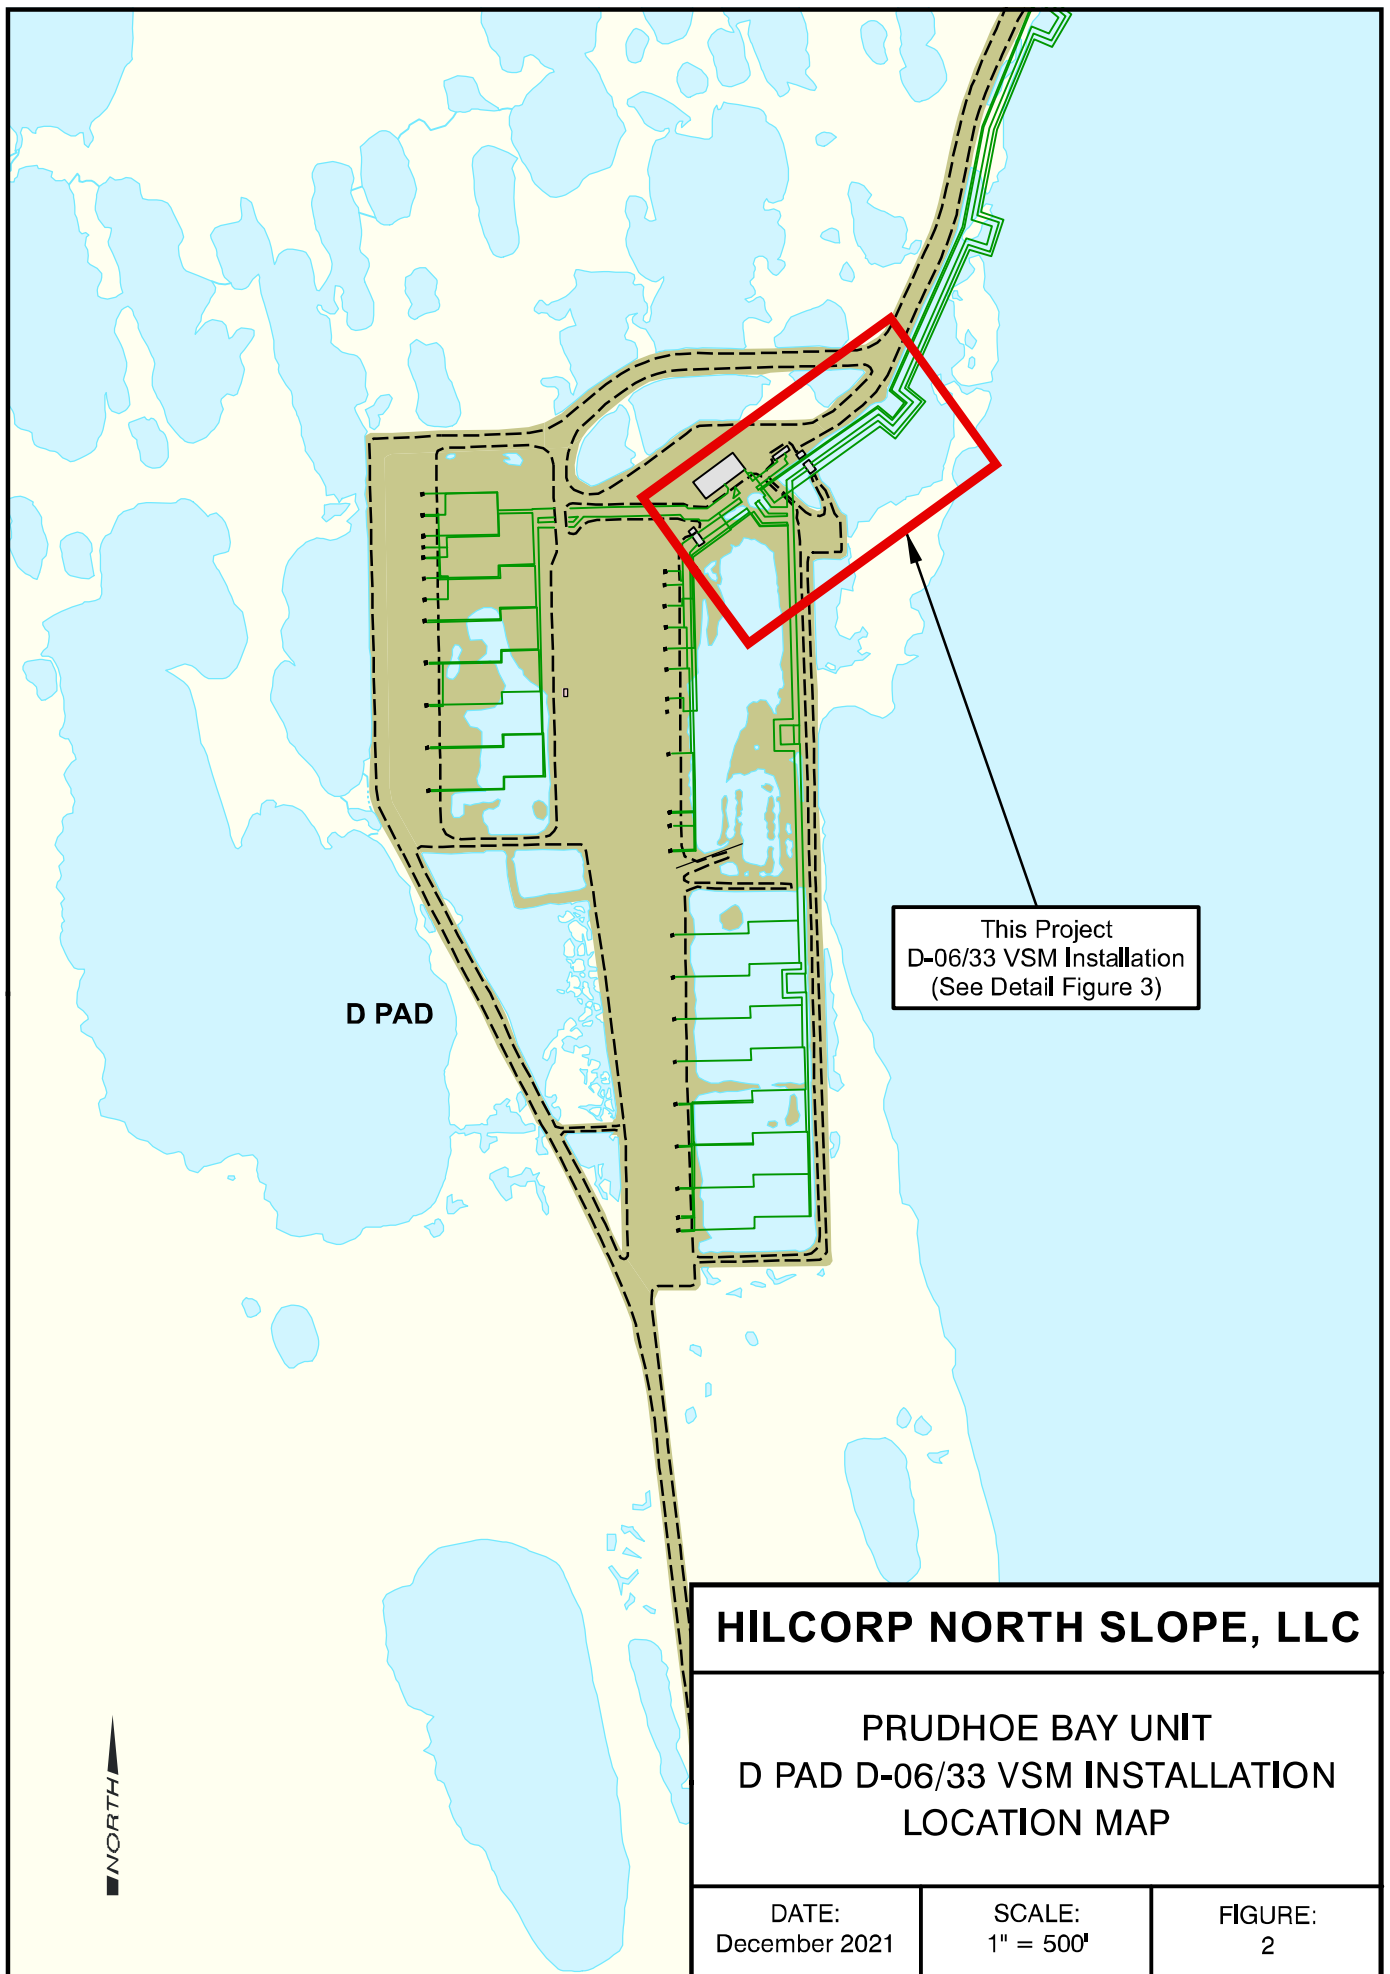 This Project
D-06/33 VSM Installation
(See Detail Figure 3)
D PAD
NORTH
HILCORP NORTH SLOPE, LLC
PRUDHOE BAY UNIT
D PAD D-06/33 VSM INSTALLATION
LOCATION MAP
DATE:
December 2021
SCALE:
1" = 500'
FIGURE:
2